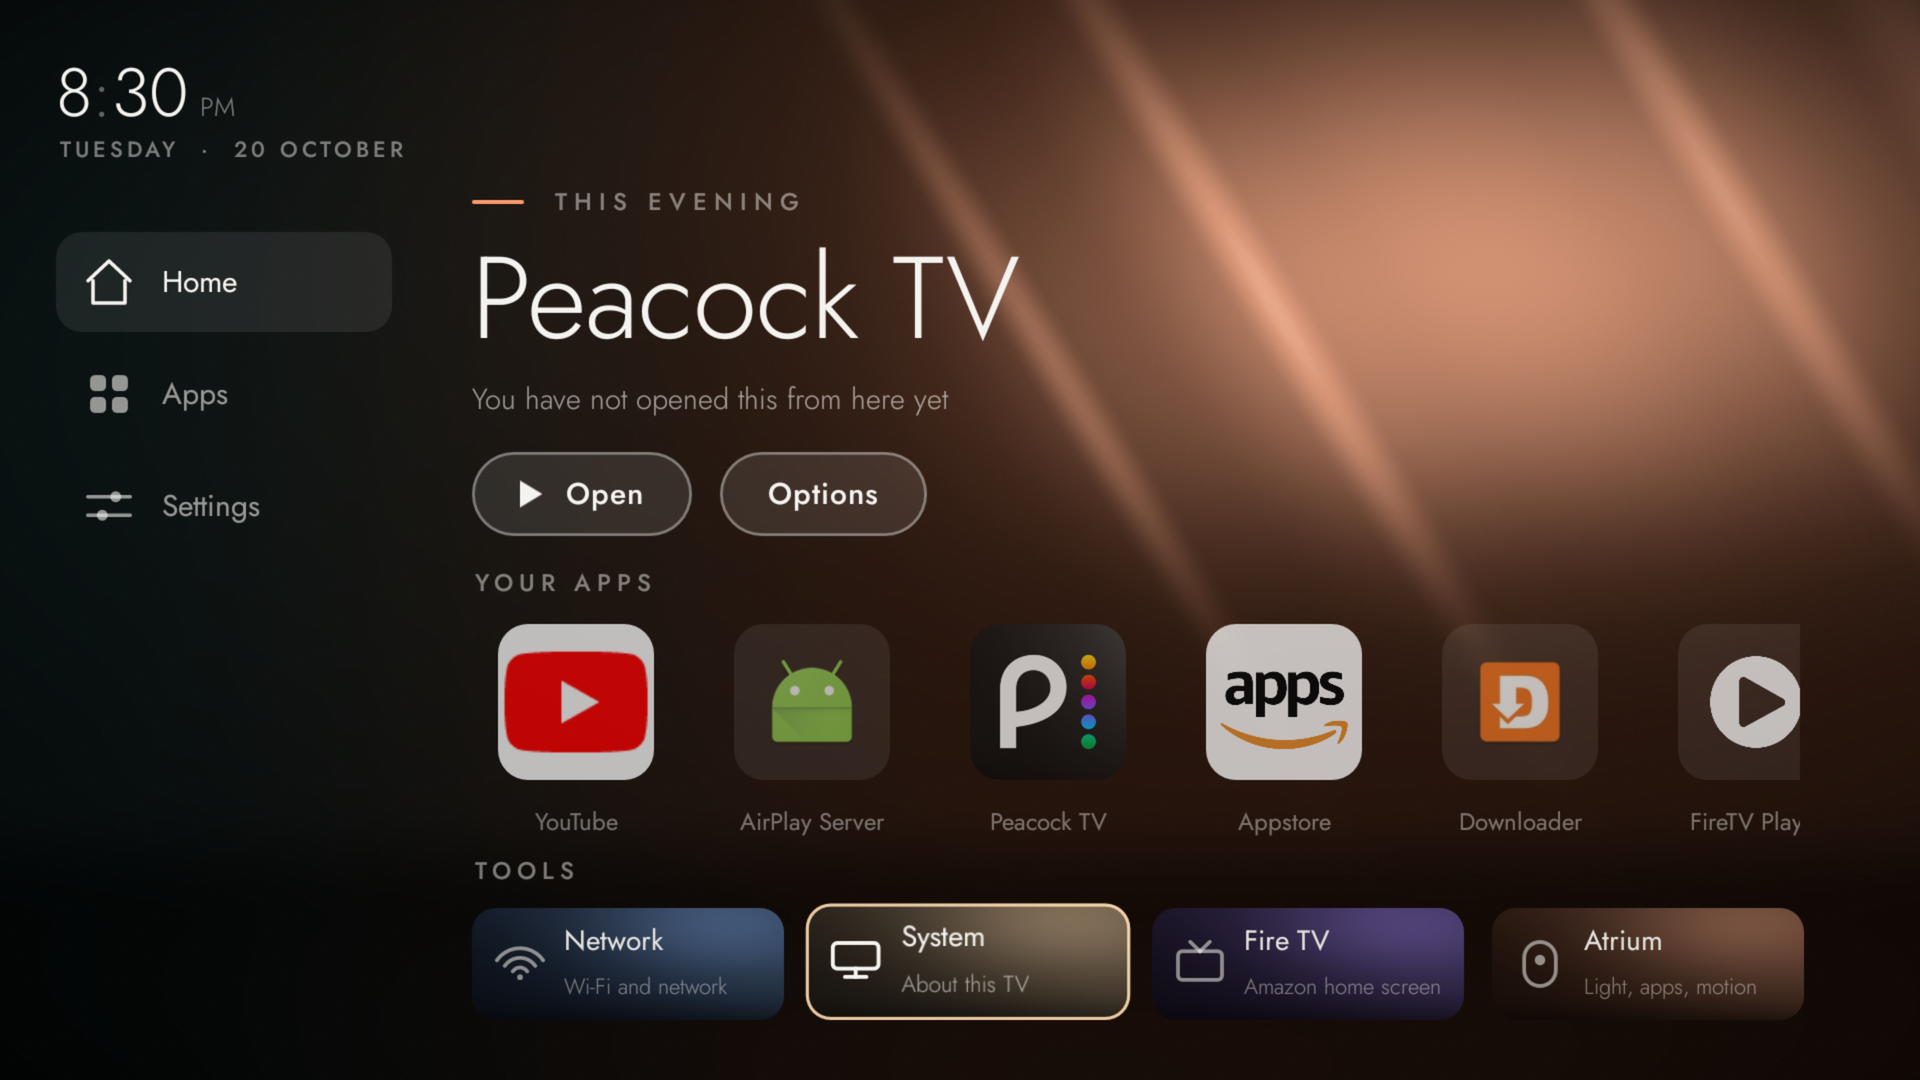 8:30 PM
TUESDAY · 20 OCTOBER
Home
Apps
Settings
THIS EVENING
Peacock TV
You have not opened this from here yet
Open
Options
YOUR APPS
apps
YouTube
AirPlay Server
Peacock TV
Appstore
Downloader
FireTV Play
TOOLS
Network
Wi-Fi and network
System
About this TV
Fire TV
Amazon home screen
Atrium
Light, apps, motion